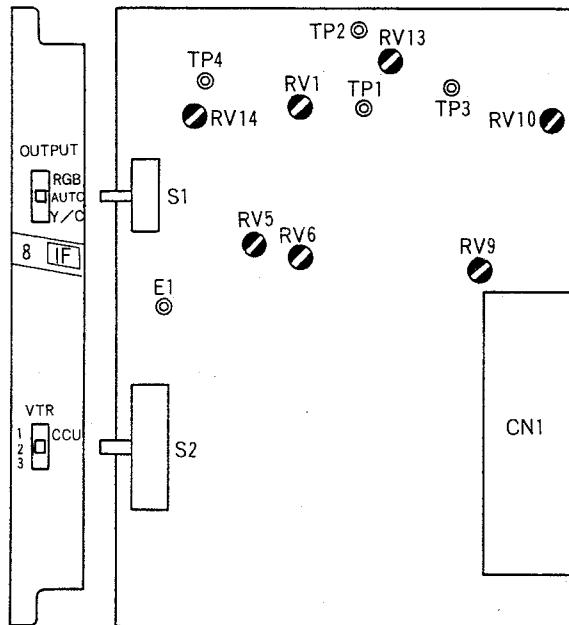 TP2
RV13
TP4
RV1
TP1
TP3
RV14
RV10
OUTPUT
RGB
AUTO
Y/C
S1
8 IF
RV5
RV6
RV9
E1
VTR
1 CCU
2
3
S2
CN1